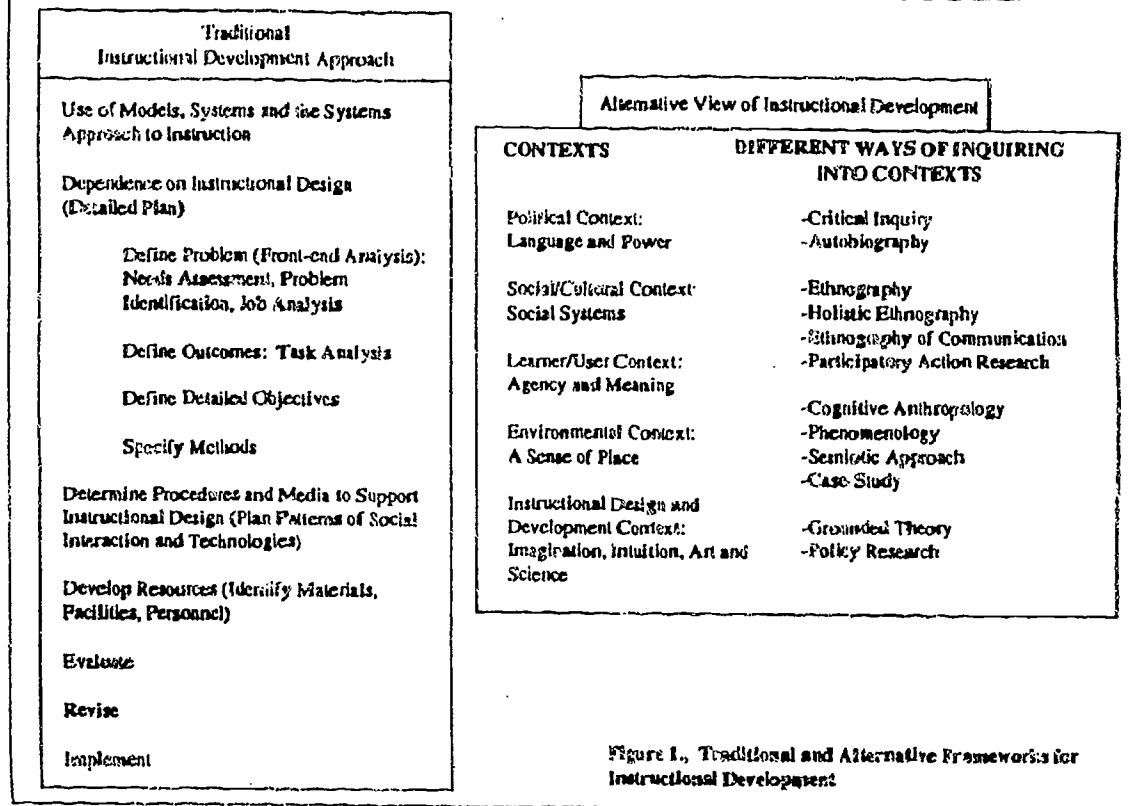 Traditional
Instructional Development Approach
Use of Models, Systems and the Systems
Approach to Instruction
Dependence on Instructional Design
(Detailed Plan)
Define Problem (Front-end Analysis):
Needs Assessment, Problem
Identification, Job Analysis
Define Outcomes: Task Analysis
Define Detailed Objectives
Specify Methods
Determine Procedures and Media to Support
Instructional Design (Plan Patterns of Social
Interaction and Technologies)
Develop Resources (Identify Materials,
Facilities, Personnel)
Evaluate
Revise
Implement
Alternative View of Instructional Development
CONTEXTS
Political Context:
Language and Power
Social/Cultural Context:
Social Systems
Learner/User Context:
Agency and Meaning
Environmental Context:
A Sense of Place
Instructional Design and
Development Context:
Imagination, Intuition, Art and
Science
DIFFERENT WAYS OF INQUIRING
INTO CONTEXTS
-Critical Inquiry
-Autobiography
-Ethnography
-Holistic Ethnography
-Ethnography of Communication
-Participatory Action Research
-Cognitive Anthropology
-Phenomenology
-Semiotic Approach
-Case Study
-Grounded Theory
-Policy Research
Figure 1., Traditional and Alternative Frameworks for
Instructional Development